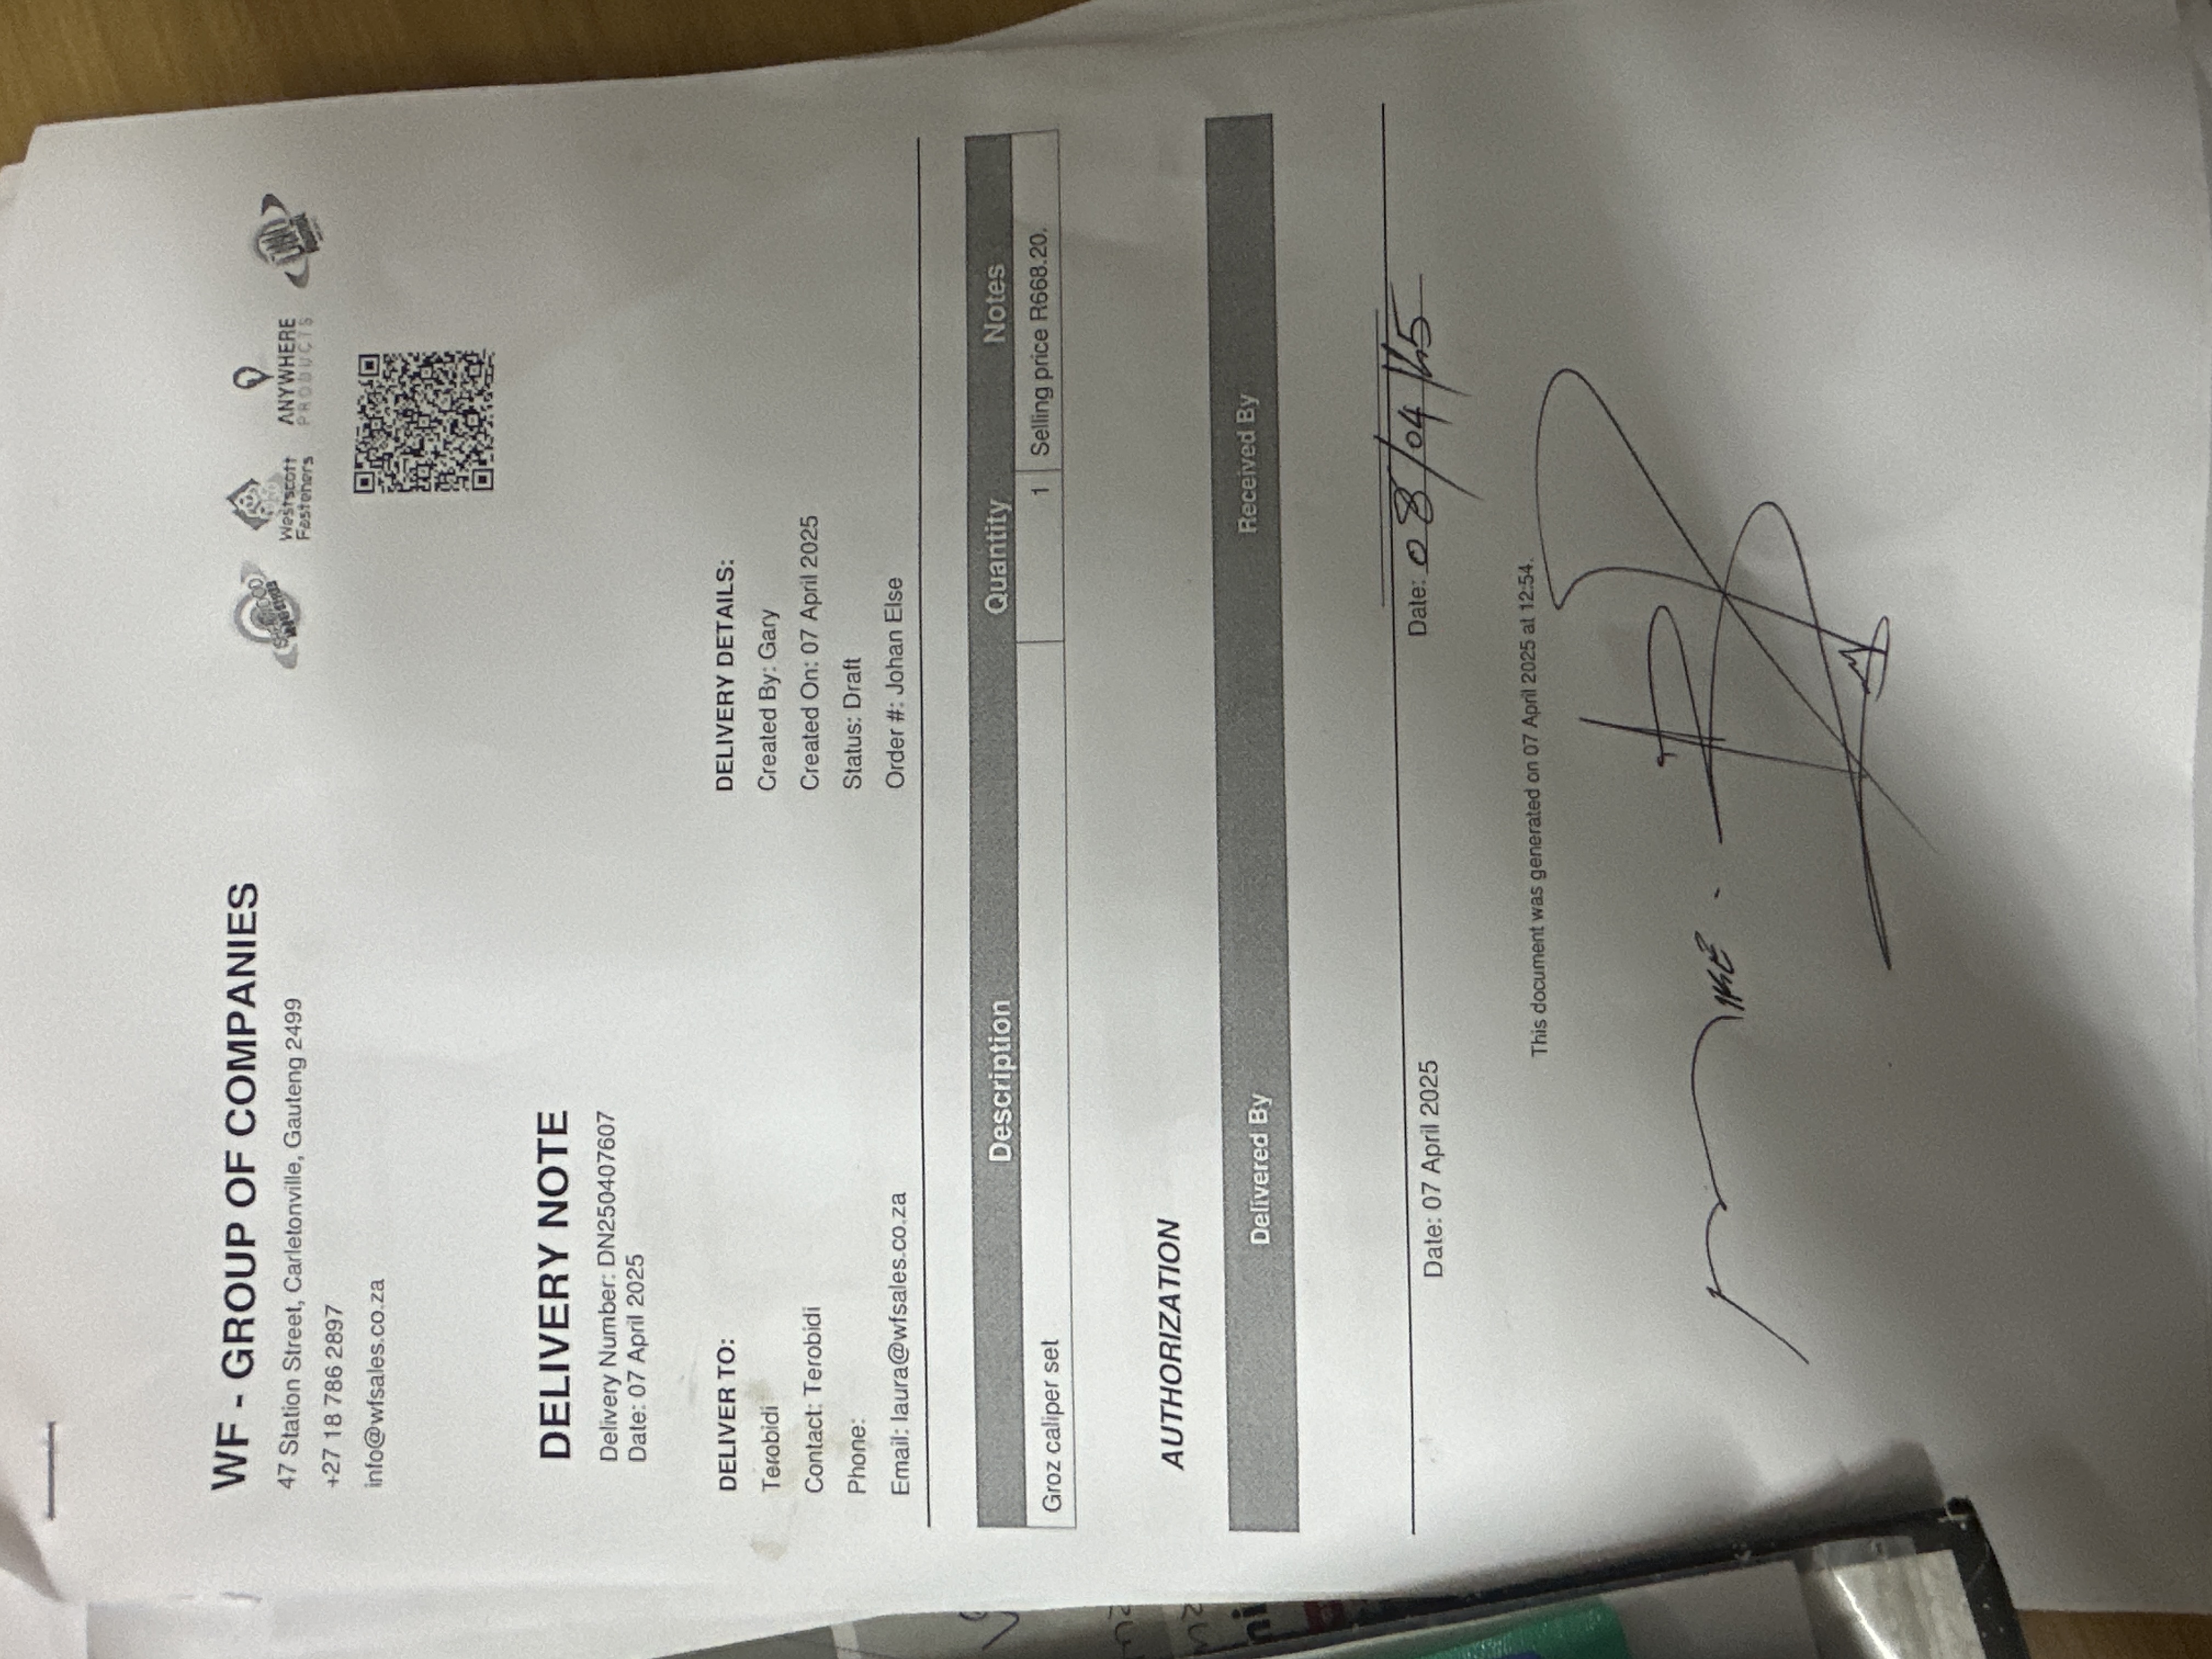 WF - GROUP OF COMPANIES
47 Station Street, Carletonville, Gauteng 2499
+27 18 786 2897
info@wfsales.co.za
Westscott
Fasteners
ANYWHERE
PRODUCTS
DELIVERY NOTE
Delivery Number: DN250407607
Date: 07 April 2025
DELIVER TO:
Terobidi
Contact: Terobidi
Phone:
Email: laura@wfsales.co.za
DELIVERY DETAILS:
Created By: Gary
Created On: 07 April 2025
Status: Draft
Order #: Johan Else
Description Quantity Notes
Groz caliper set 1 Selling price R668.20.
AUTHORIZATION
Delivered By Received By
Date: 07 April 2025
Date: 08/04/25
This document was generated on 07 April 2025 at 12:54.
MIKE